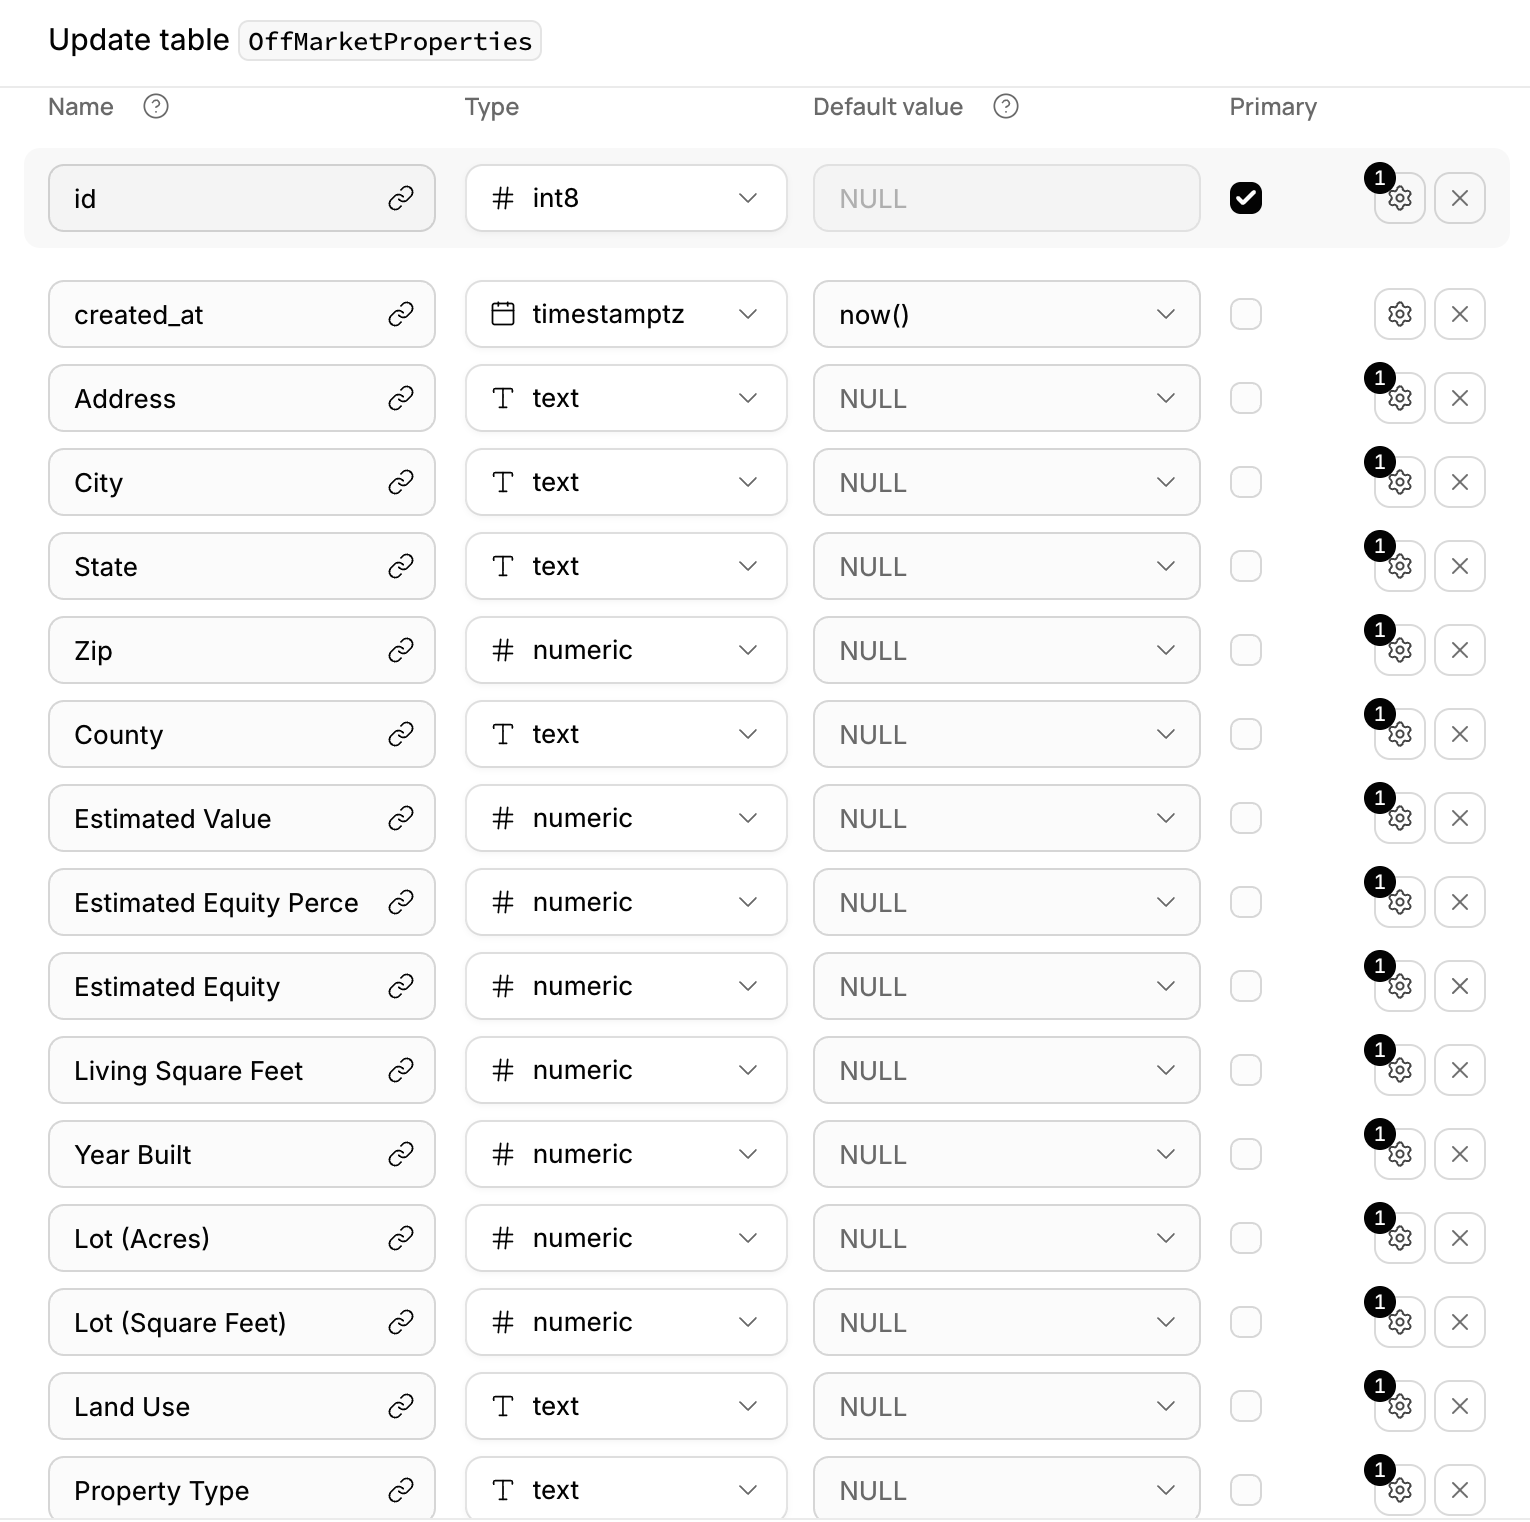 Update table OffMarketProperties
Name Type Default value Primary
id int8 NULL 1
created_at timestamptz now()
Address text NULL 1
City text NULL 1
State text NULL 1
Zip numeric NULL 1
County text NULL 1
Estimated Value numeric NULL 1
Estimated Equity Perce numeric NULL 1
Estimated Equity numeric NULL 1
Living Square Feet numeric NULL 1
Year Built numeric NULL 1
Lot (Acres) numeric NULL 1
Lot (Square Feet) numeric NULL 1
Land Use text NULL 1
Property Type text NULL 1